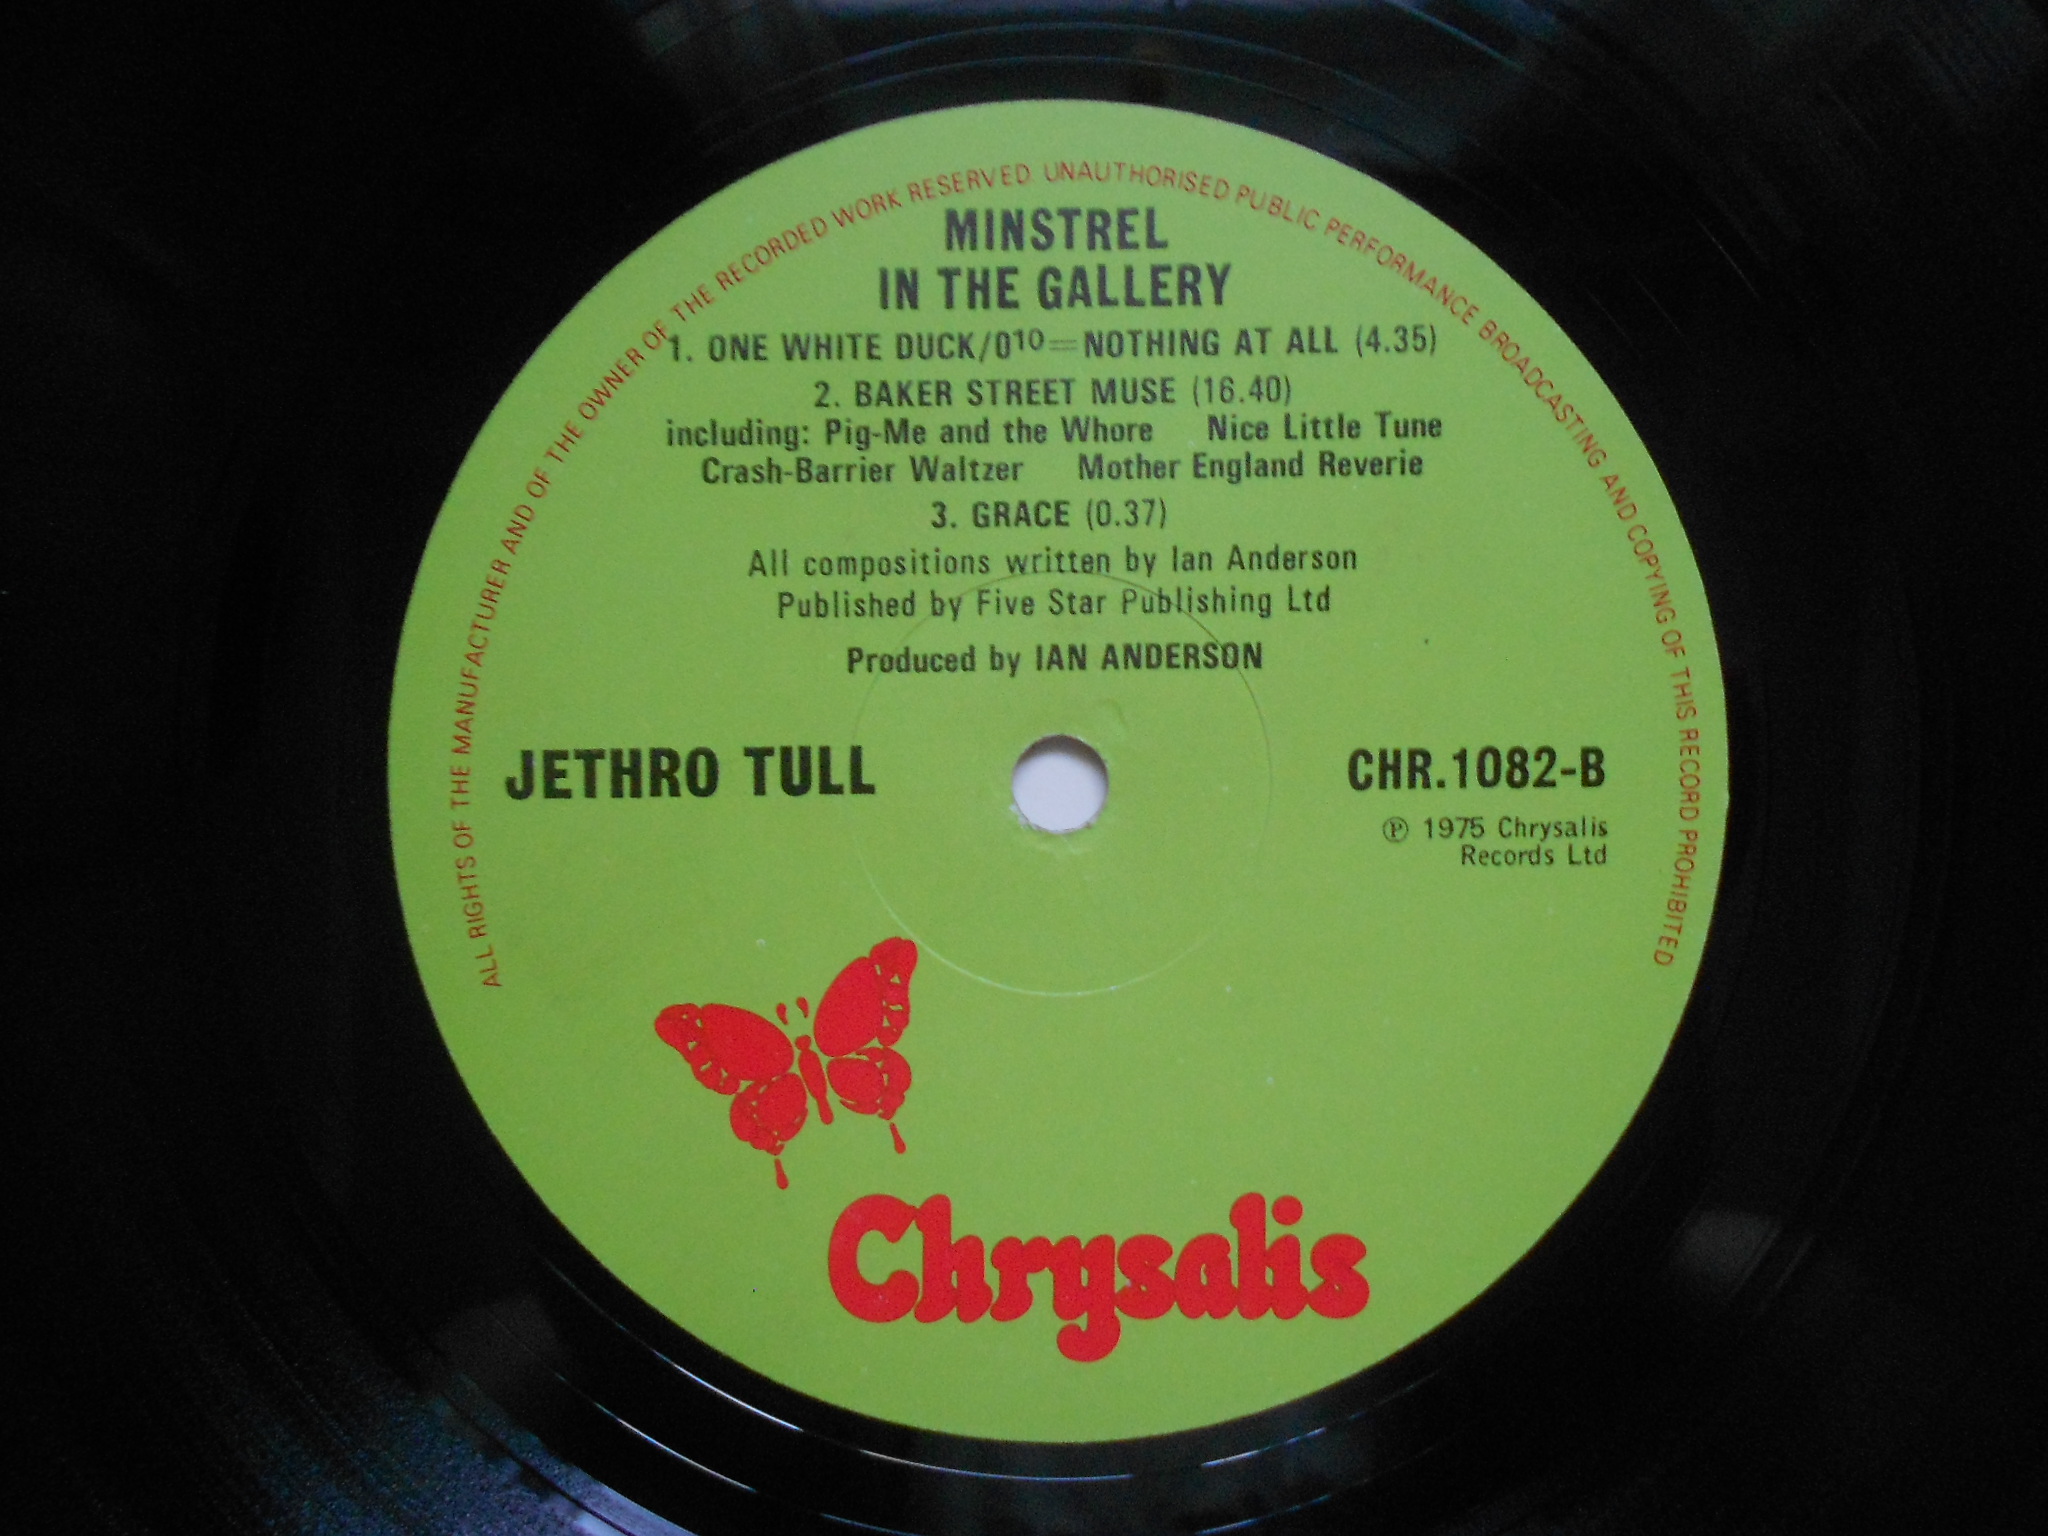 ALL RIGHTS OF THE MANUFACTURER AND OF THE OWNER OF THE RECORDED WORK RESERVED. UNAUTHORISED PUBLIC PERFORMANCE BROADCASTING AND COPYING OF THIS RECORD PROHIBITED
MINSTREL
IN THE GALLERY
1. ONE WHITE DUCK/0¹⁰=NOTHING AT ALL (4.35)
2. BAKER STREET MUSE (16.40)
including: Pig-Me and the Whore Nice Little Tune
Crash-Barrier Waltzer Mother England Reverie
3. GRACE (0.37)
All compositions written by Ian Anderson
Published by Five Star Publishing Ltd
Produced by IAN ANDERSON
JETHRO TULL
CHR.1082-B
℗ 1975 Chrysalis
Records Ltd
Chrysalis